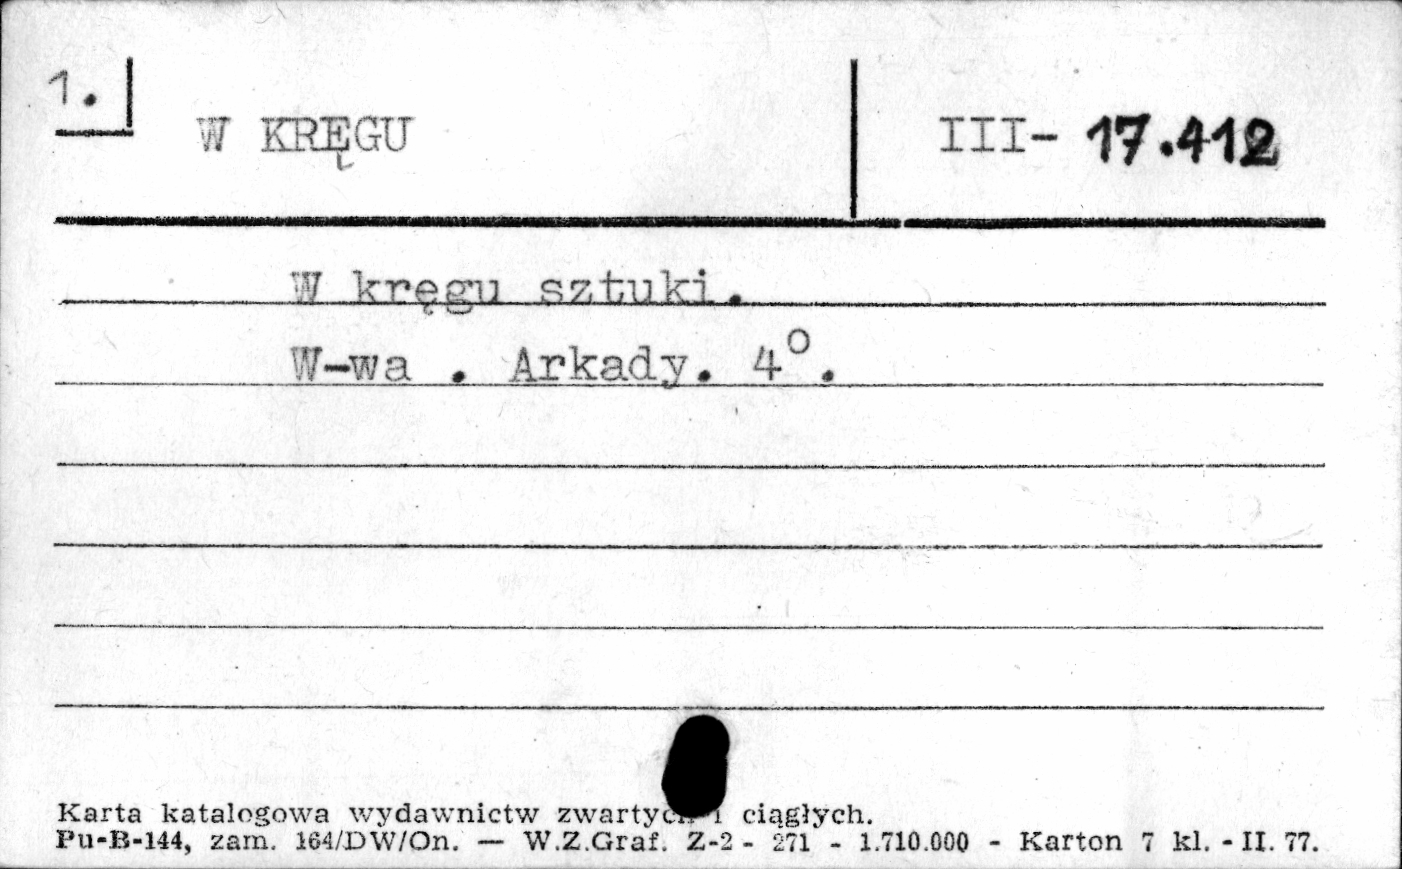 1.
W KRĘGU
III- 17.412
W kręgu sztuki.
W-wa . Arkady. 4°.
Karta katalogowa wydawnictw zwartych i ciągłych.
Pu-B-144, zam. 164/DW/On. — W.Z.Graf. Z-2 - 271 - 1.710.000 - Karton 7 kl. - II. 77.